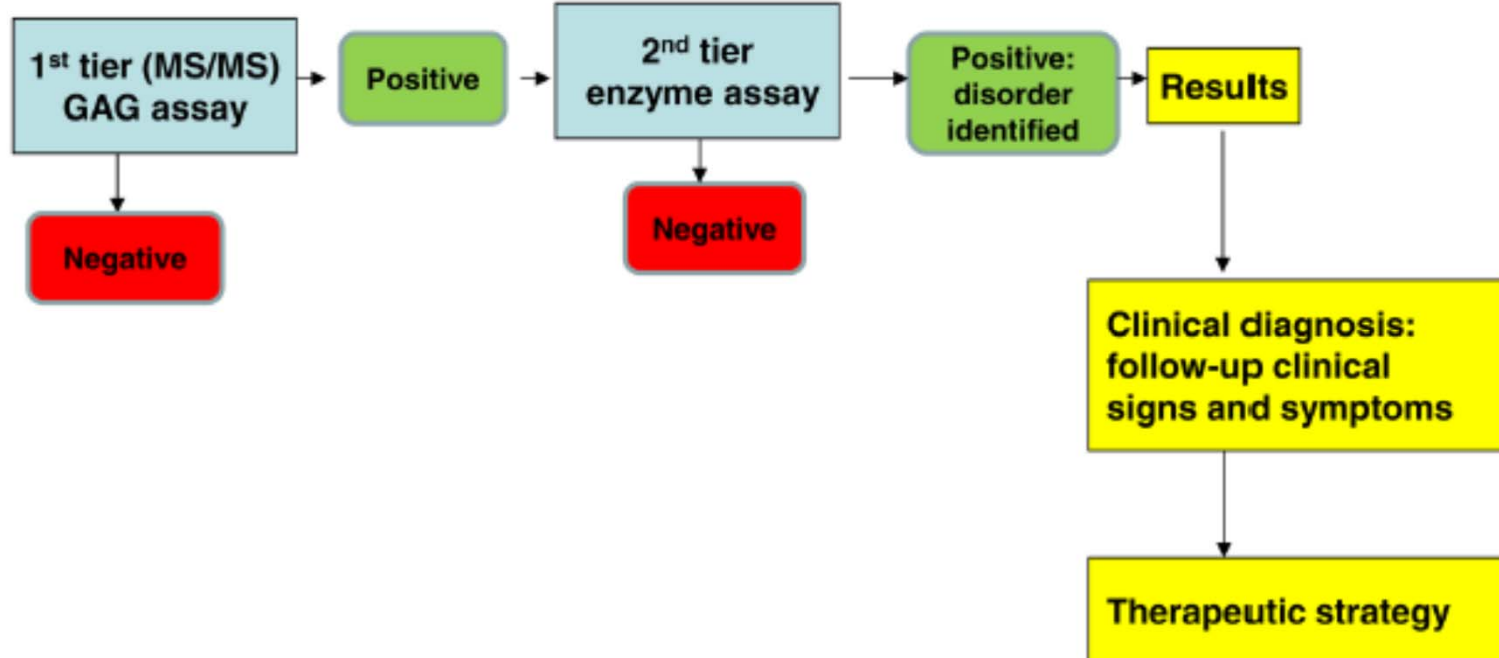 1st tier (MS/MS)
GAG assay
Positive
2nd tier
enzyme assay
Positive:
disorder
identified
Results
Negative
Negative
Clinical diagnosis:
follow-up clinical
signs and symptoms
Therapeutic strategy